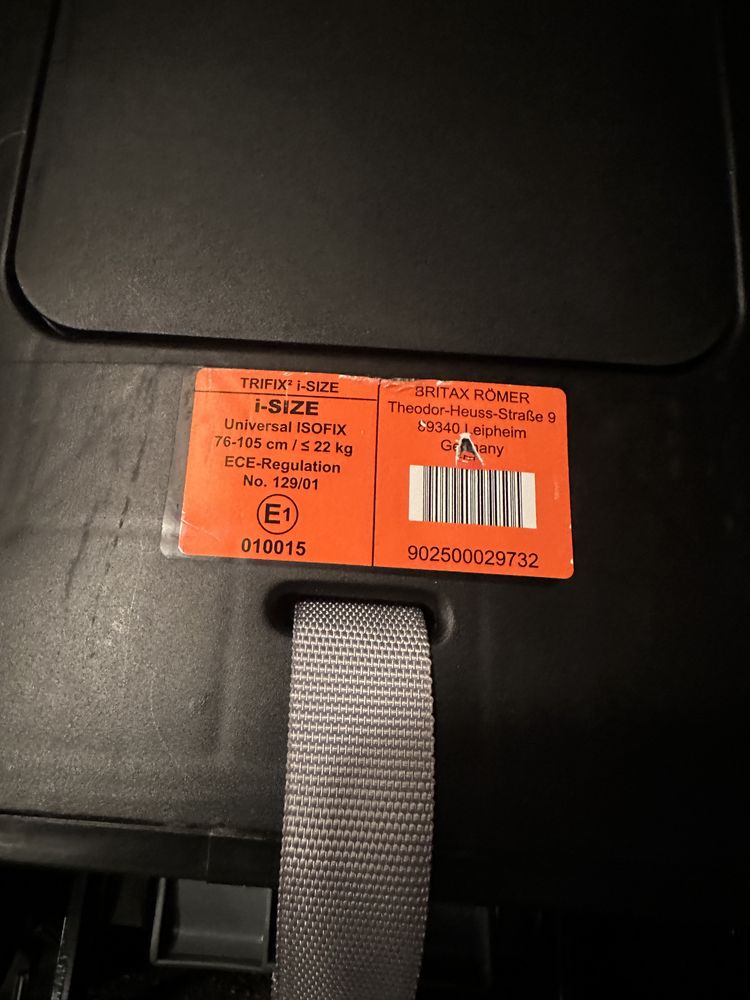 TRIFIX² i-SIZE
i-SIZE
Universal ISOFIX
76-105 cm / ≤ 22 kg
ECE-Regulation
No. 129/01
E1
010015
BRITAX RÖMER
Theodor-Heuss-Straße 9
89340 Leipheim
Germany
902500029732